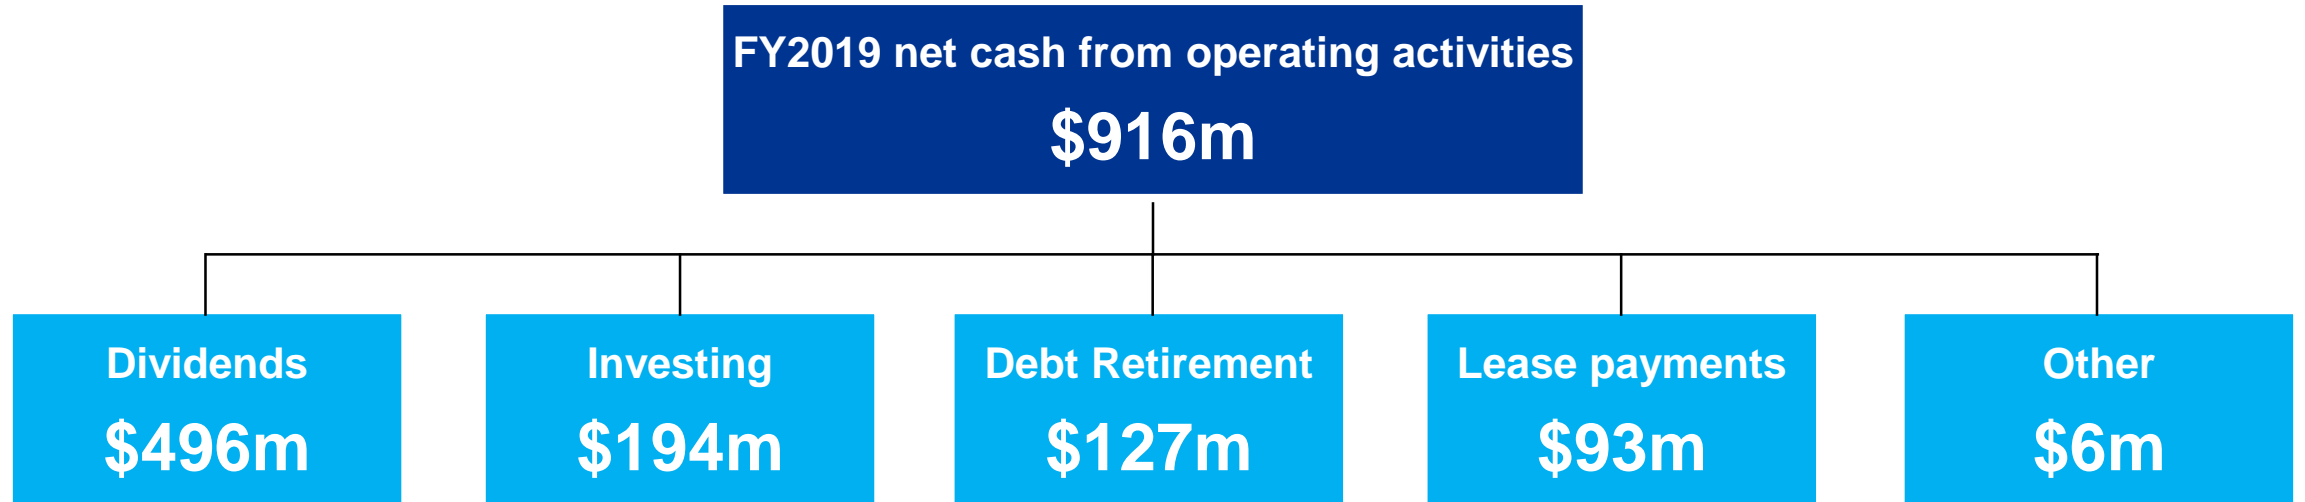 FY2019 net cash from operating activities
$916m
Dividends
$496m
Investing
$194m
Debt Retirement
$127m
Lease payments
$93m
Other
$6m